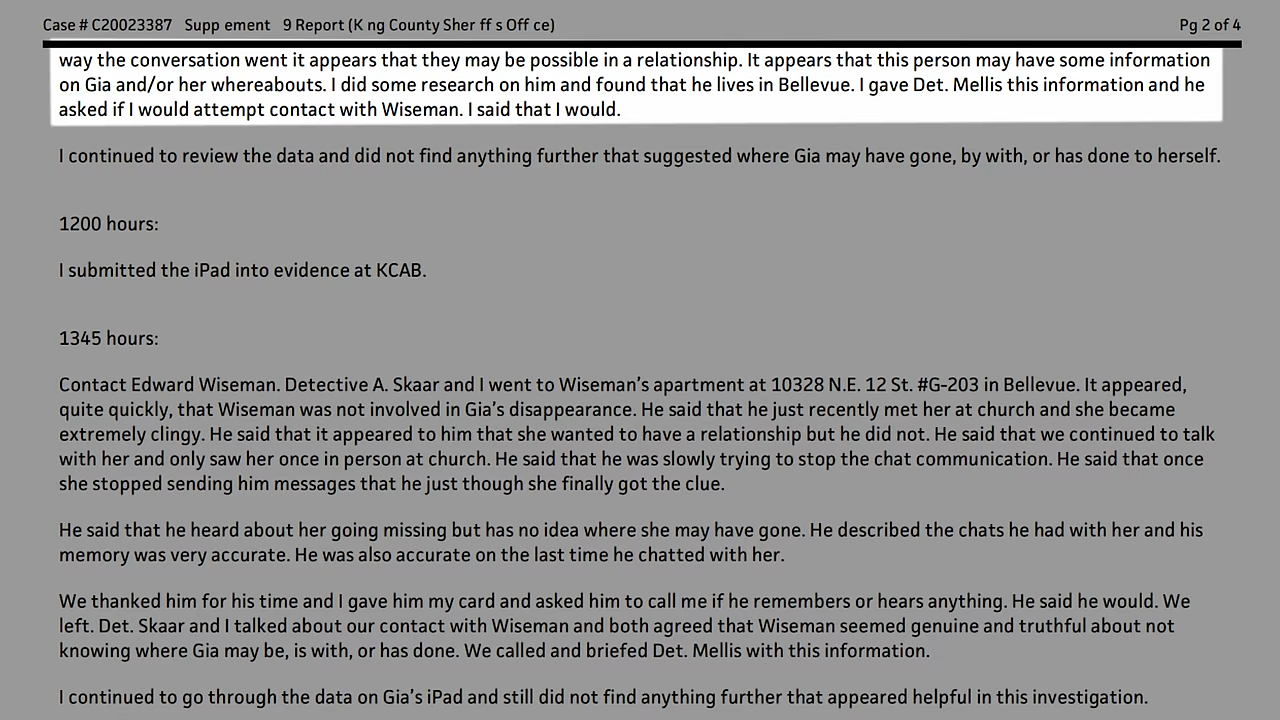 Case # C20023387 Supp ement 9 Report (K ng County Sher ff s Off ce) Pg 2 of 4
way the conversation went it appears that they may be possible in a relationship. It appears that this person may have some information
on Gia and/or her whereabouts. I did some research on him and found that he lives in Bellevue. I gave Det. Mellis this information and he
asked if I would attempt contact with Wiseman. I said that I would.
I continued to review the data and did not find anything further that suggested where Gia may have gone, by with, or has done to herself.
1200 hours:
I submitted the iPad into evidence at KCAB.
1345 hours:
Contact Edward Wiseman. Detective A. Skaar and I went to Wiseman’s apartment at 10328 N.E. 12 St. #G-203 in Bellevue. It appeared,
quite quickly, that Wiseman was not involved in Gia’s disappearance. He said that he just recently met her at church and she became
extremely clingy. He said that it appeared to him that she wanted to have a relationship but he did not. He said that we continued to talk
with her and only saw her once in person at church. He said that he was slowly trying to stop the chat communication. He said that once
she stopped sending him messages that he just though she finally got the clue.
He said that he heard about her going missing but has no idea where she may have gone. He described the chats he had with her and his
memory was very accurate. He was also accurate on the last time he chatted with her.
We thanked him for his time and I gave him my card and asked him to call me if he remembers or hears anything. He said he would. We
left. Det. Skaar and I talked about our contact with Wiseman and both agreed that Wiseman seemed genuine and truthful about not
knowing where Gia may be, is with, or has done. We called and briefed Det. Mellis with this information.
I continued to go through the data on Gia’s iPad and still did not find anything further that appeared helpful in this investigation.